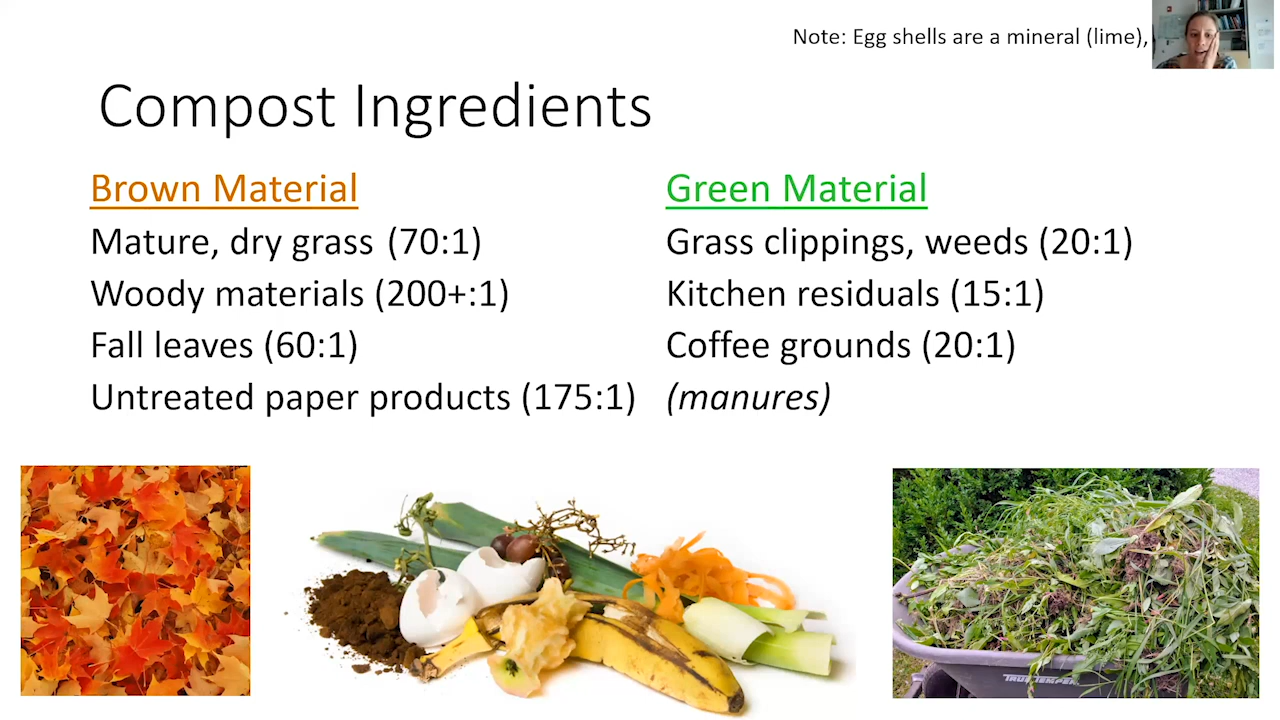 Note: Egg shells are a mineral (lime),
Compost Ingredients
Brown Material
Mature, dry grass (70:1)
Woody materials (200+:1)
Fall leaves (60:1)
Untreated paper products (175:1)
Green Material
Grass clippings, weeds (20:1)
Kitchen residuals (15:1)
Coffee grounds (20:1)
(manures)
TRUE TEMPER